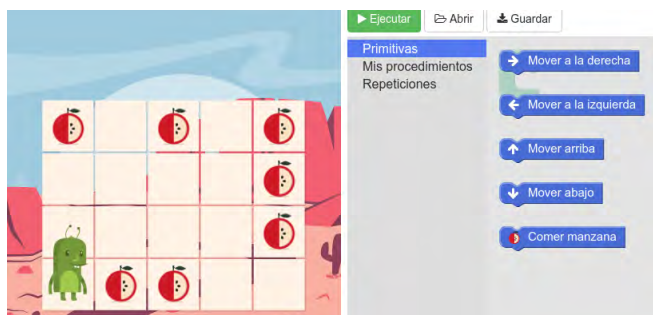 Ejecutar Abrir Guardar
Primitivas
Mis procedimientos
Repeticiones
Mover a la derecha
Mover a la izquierda
Mover arriba
Mover abajo
Comer manzana